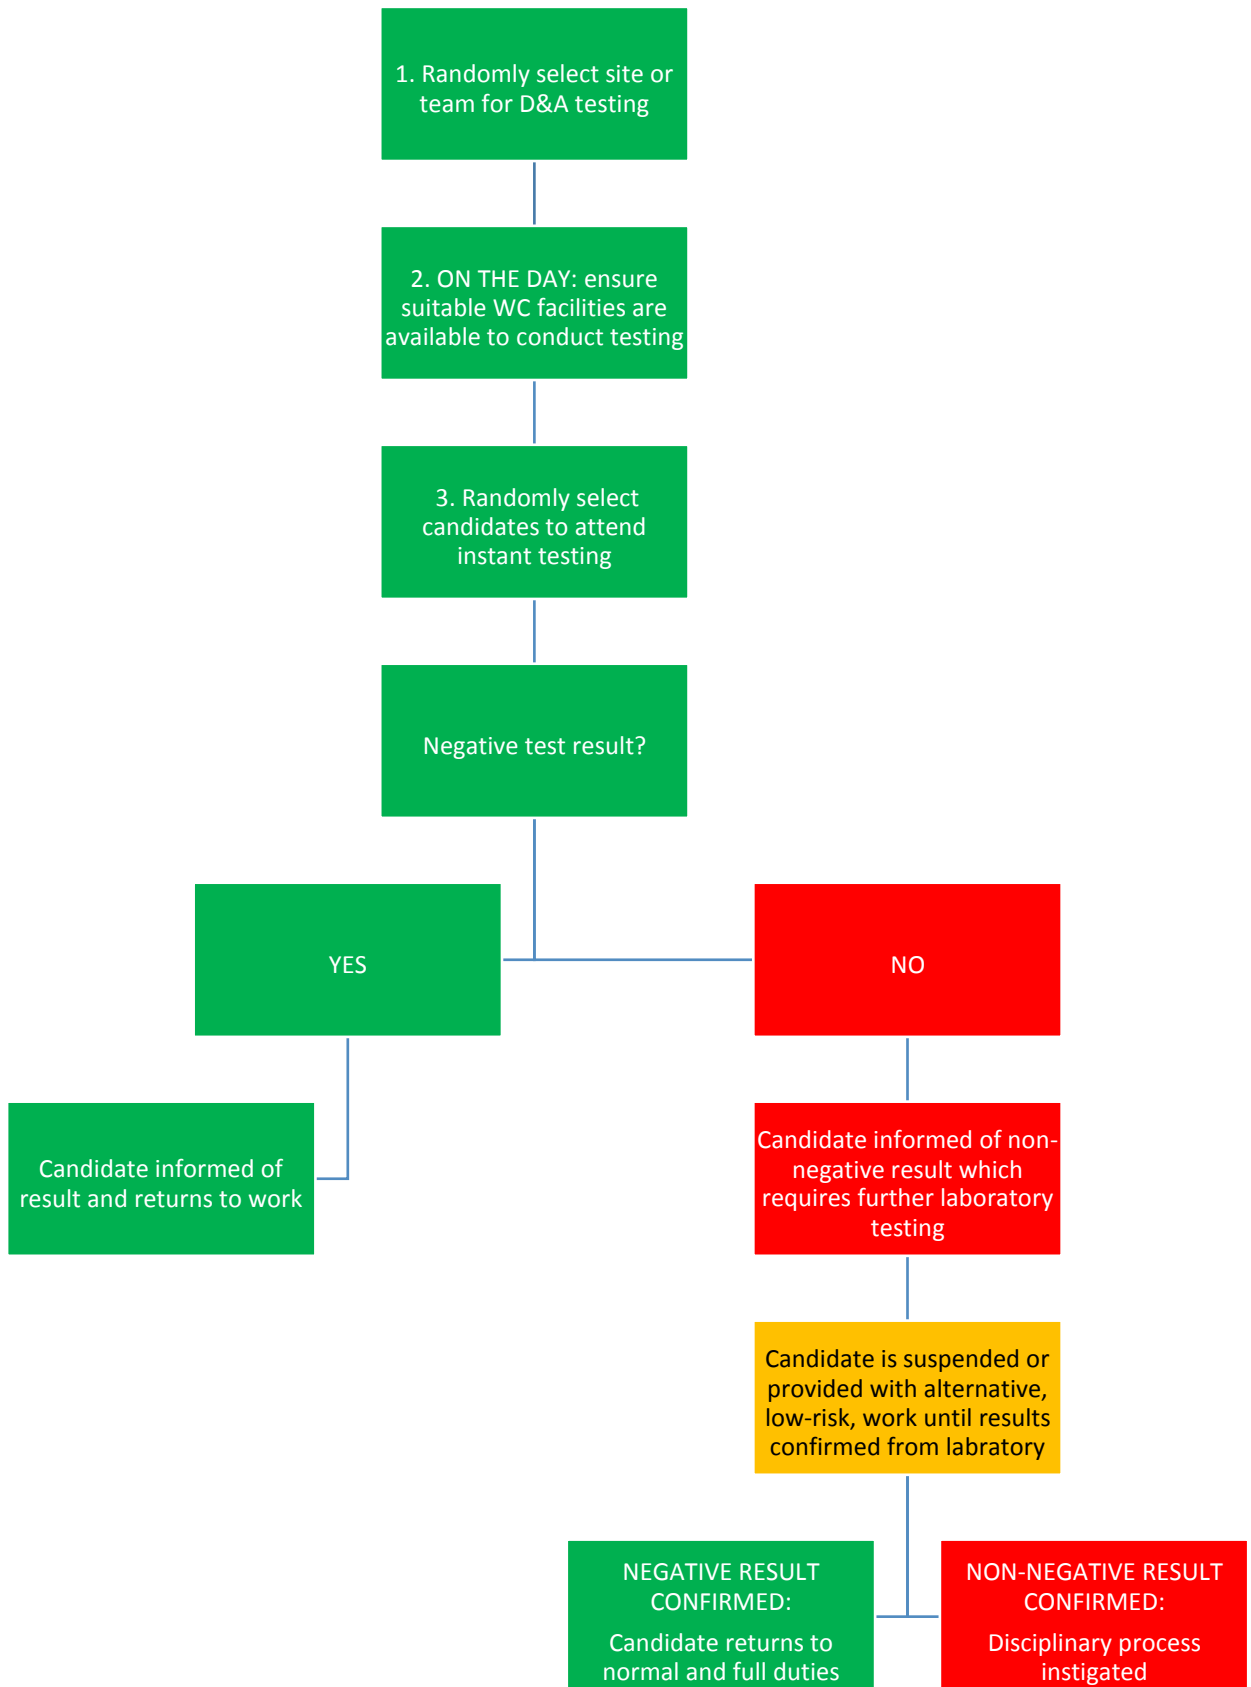 1. Randomly select site or
team for D&A testing
2. ON THE DAY: ensure
suitable WC facilities are
available to conduct testing
3. Randomly select
candidates to attend
instant testing
Negative test result?
YES
NO
Candidate informed of
result and returns to work
Candidate informed of non-
negative result which
requires further laboratory
testing
Candidate is suspended or
provided with alternative,
low-risk, work until results
confirmed from labratory
NEGATIVE RESULT
CONFIRMED:
Candidate returns to
normal and full duties
NON-NEGATIVE RESULT
CONFIRMED:
Disciplinary process
instigated